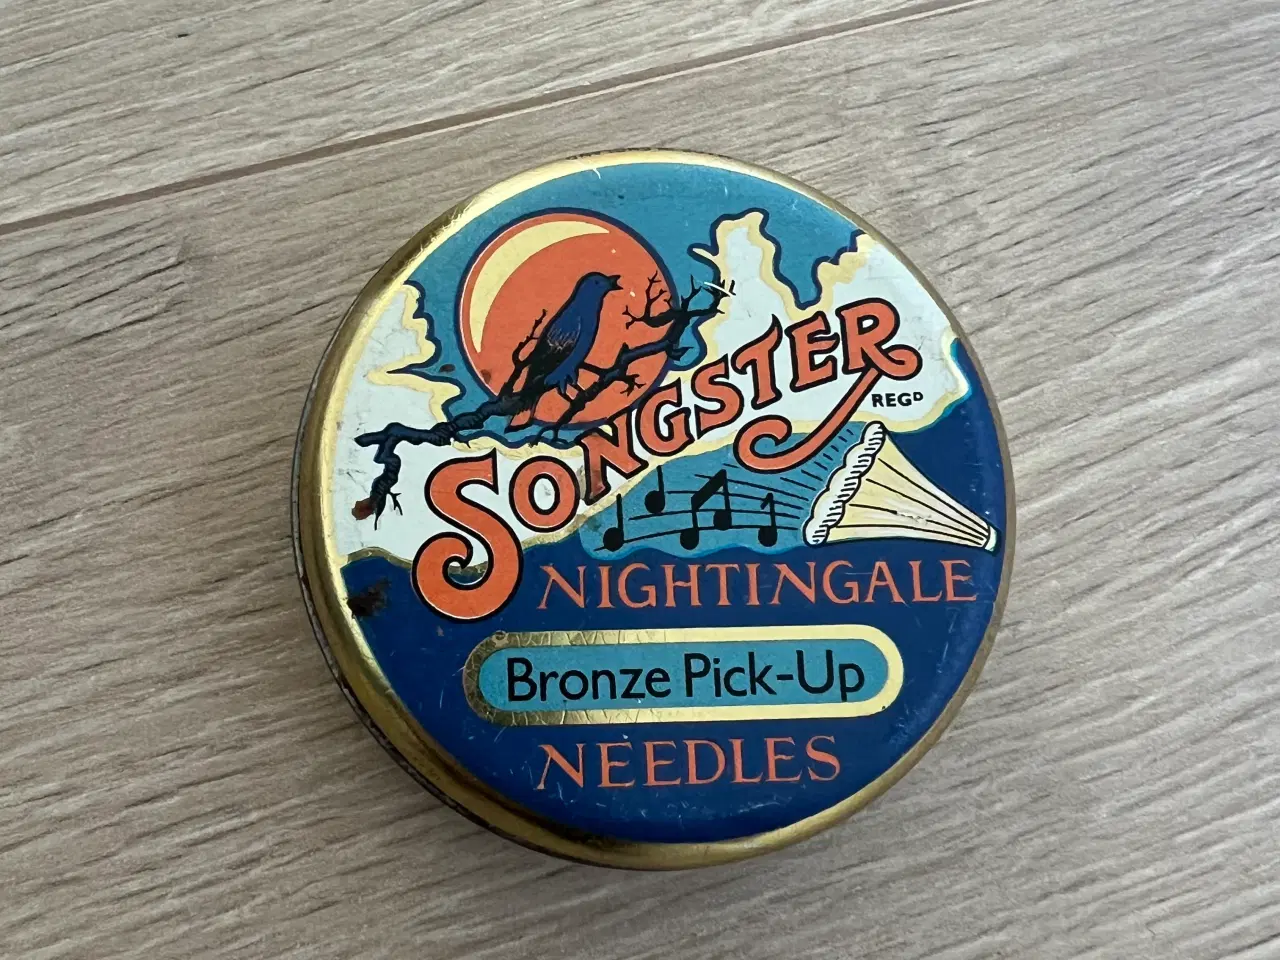 SONGSTER
REGD
NIGHTINGALE
Bronze Pick-Up
NEEDLES